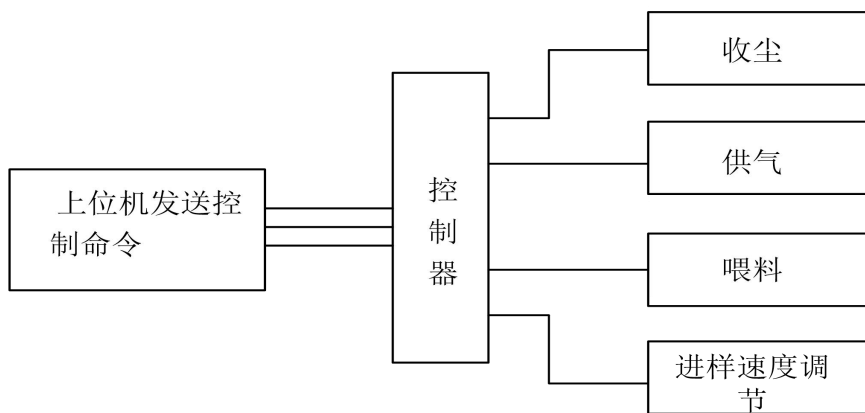 上位机发送控
制命令
控
制
器
收尘
供气
喂料
进样速度调
节